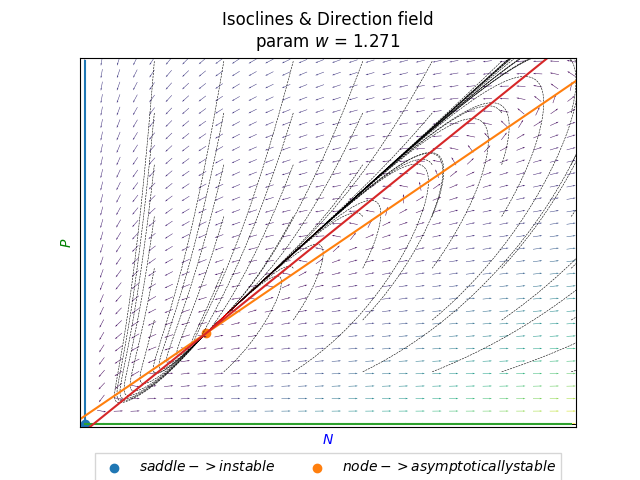 Isoclines & Direction field
param w = 1.271
P
N
saddle − > instable
node − > asymptoticallystable